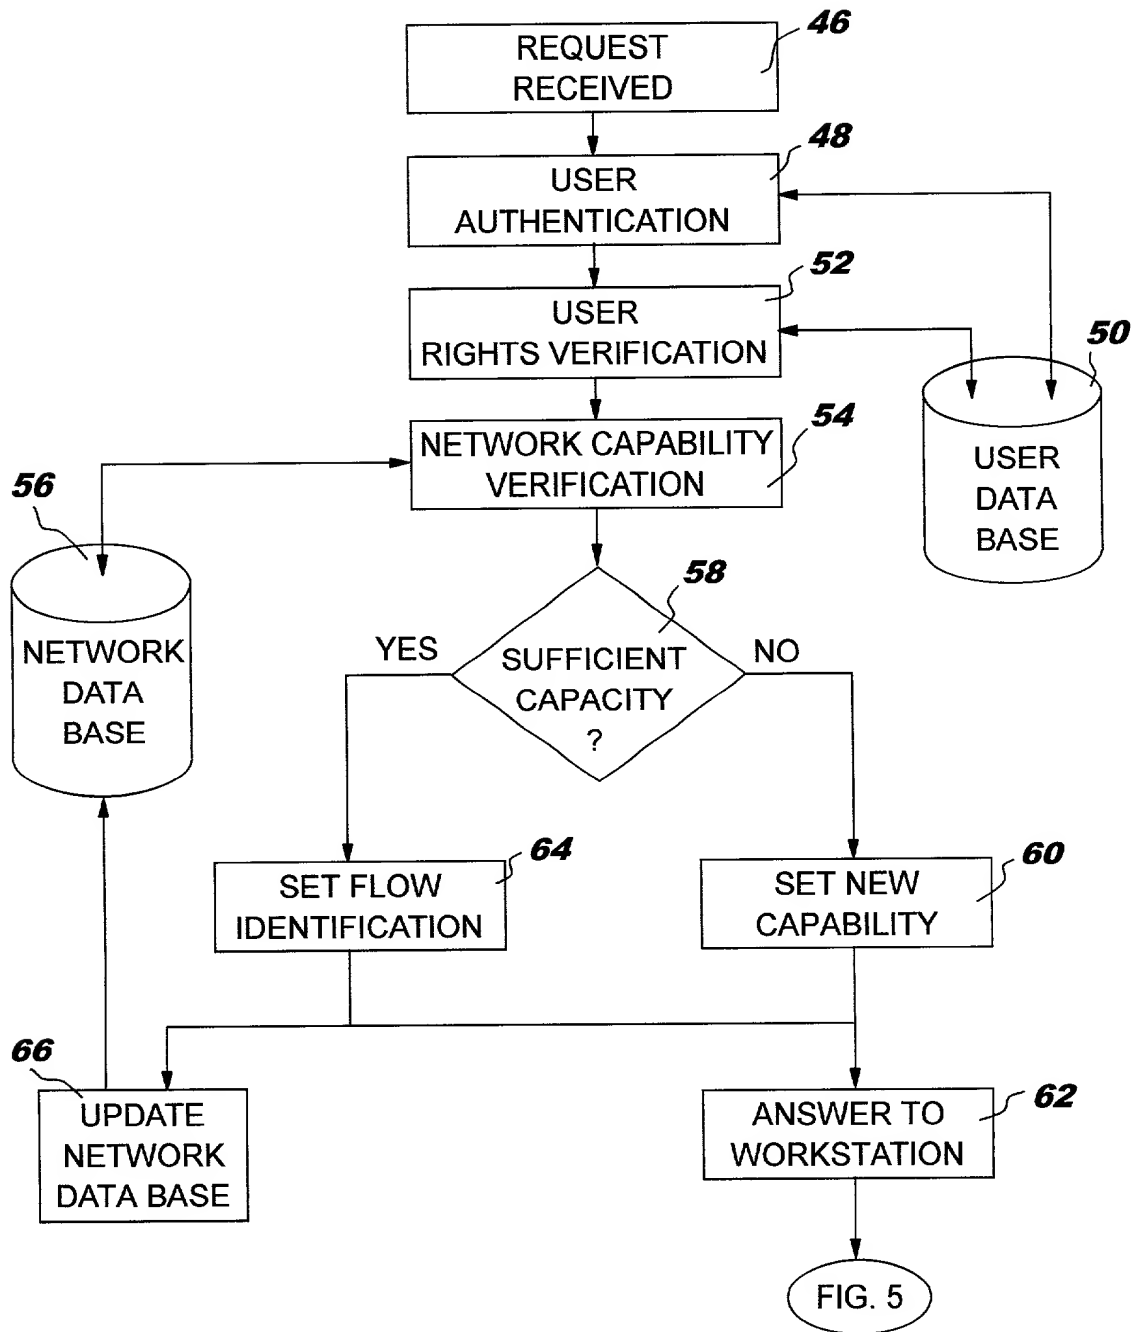 46
REQUEST
RECEIVED
48
USER
AUTHENTICATION
52
USER
RIGHTS VERIFICATION
50
USER
DATA
BASE
54
NETWORK CAPABILITY
VERIFICATION
56
NETWORK
DATA
BASE
58
YES
SUFFICIENT
CAPACITY
?
NO
64
SET FLOW
IDENTIFICATION
60
SET NEW
CAPABILITY
66
UPDATE
NETWORK
DATA BASE
62
ANSWER TO
WORKSTATION
FIG. 5